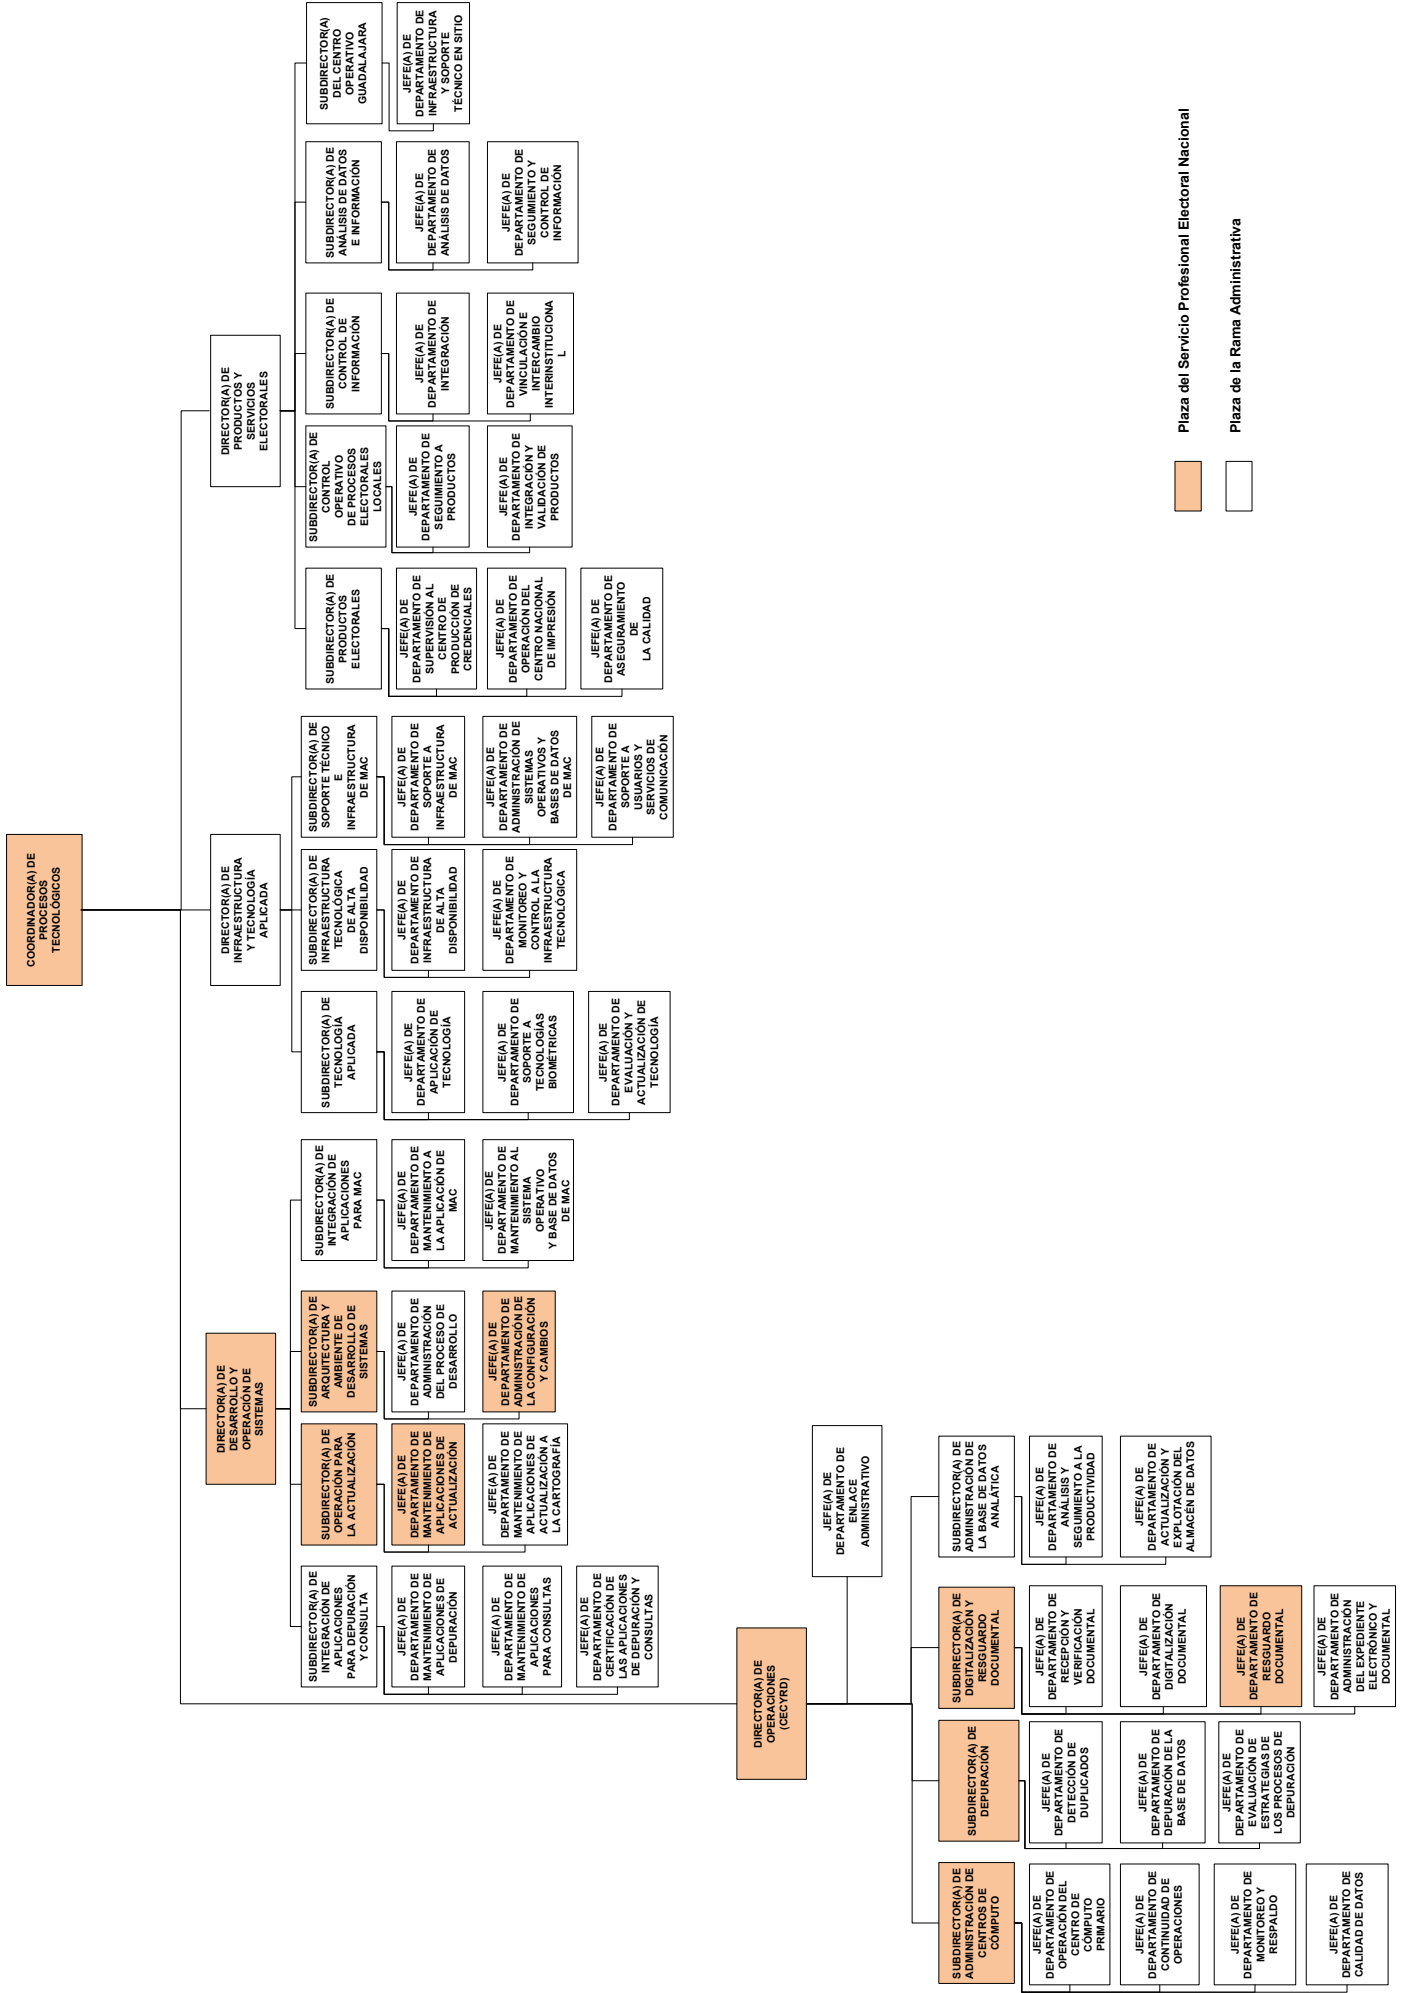 COORDINADOR(A) DE
PROCESOS
TECNOLÓGICOS
DIRECTOR(A) DE
DESARROLLO Y
OPERACIÓN DE
SISTEMAS
SUBDIRECTOR(A) DE
INTEGRACIÓN DE
APLICACIONES
PARA DEPURACIÓN
Y CONSULTA
JEFE(A) DE
DEPARTAMENTO DE
MANTENIMIENTO DE
APLICACIONES DE
DEPURACIÓN
JEFE(A) DE
DEPARTAMENTO DE
MANTENIMIENTO DE
APLICACIONES
PARA CONSULTAS
JEFE(A) DE
DEPARTAMENTO DE
CERTIFICACIÓN DE
LAS APLICACIONES
DE DEPURACIÓN Y
CONSULTAS
SUBDIRECTOR(A) DE
OPERACIÓN PARA
LA ACTUALIZACIÓN
JEFE(A) DE
DEPARTAMENTO DE
MANTENIMIENTO DE
APLICACIONES DE
ACTUALIZACIÓN
JEFE(A) DE
DEPARTAMENTO DE
MANTENIMIENTO DE
APLICACIONES DE
ACTUALIZACIÓN A
LA CARTOGRAFÍA
SUBDIRECTOR(A) DE
ARQUITECTURA Y
AMBIENTE DE
DESARROLLO DE
SISTEMAS
JEFE(A) DE
DEPARTAMENTO DE
ADMINISTRACIÓN
DEL PROCESO DE
DESARROLLO
JEFE(A) DE
DEPARTAMENTO DE
ADMINISTRACIÓN DE
LA CONFIGURACIÓN
Y CAMBIOS
SUBDIRECTOR(A) DE
INTEGRACIÓN DE
APLICACIONES
PARA MAC
JEFE(A) DE
DEPARTAMENTO DE
MANTENIMIENTO A
LA APLICACIÓN DE
MAC
JEFE(A) DE
DEPARTAMENTO DE
MANTENIMIENTO AL
SISTEMA
OPERATIVO
Y BASE DE DATOS
DE MAC
DIRECTOR(A) DE
INFRAESTRUCTURA
Y TECNOLOGÍA
APLICADA
SUBDIRECTOR(A) DE
TECNOLOGÍA
APLICADA
JEFE(A) DE
DEPARTAMENTO DE
APLICACIÓN DE
TECNOLOGÍA
JEFE(A) DE
DEPARTAMENTO DE
SOPORTE A
TECNOLOGÍAS
BIOMÉTRICAS
JEFE(A) DE
DEPARTAMENTO DE
EVALUACIÓN Y
ACTUALIZACIÓN DE
TECNOLOGÍA
SUBDIRECTOR(A) DE
INFRAESTRUCTURA
TECNOLÓGICA
DE ALTA
DISPONIBILIDAD
JEFE(A) DE
DEPARTAMENTO DE
INFRAESTRUCTURA
DE ALTA
DISPONIBILIDAD
JEFE(A) DE
DEPARTAMENTO DE
MONITOREO Y
CONTROL A LA
INFRAESTRUCTURA
TECNOLÓGICA
SUBDIRECTOR(A) DE
SOPORTE TÉCNICO
E
INFRAESTRUCTURA
DE MAC
JEFE(A) DE
DEPARTAMENTO DE
SOPORTE A
INFRAESTRUCTURA
DE MAC
JEFE(A) DE
DEPARTAMENTO DE
ADMINISTRACIÓN DE
SISTEMAS
OPERATIVOS Y
BASES DE DATOS
DE MAC
JEFE(A) DE
DEPARTAMENTO DE
SOPORTE A
USUARIOS Y
SERVICIOS DE
COMUNICACIÓN
DIRECTOR(A) DE
PRODUCTOS Y
SERVICIOS
ELECTORALES
SUBDIRECTOR(A) DE
PRODUCTOS
ELECTORALES
JEFE(A) DE
DEPARTAMENTO DE
SUPERVISIÓN AL
CENTRO DE
PRODUCCIÓN DE
CREDENCIALES
JEFE(A) DE
DEPARTAMENTO DE
OPERACIÓN DEL
CENTRO NACIONAL
DE IMPRESIÓN
JEFE(A) DE
DEPARTAMENTO DE
ASEGURAMIENTO
DE
LA CALIDAD
SUBDIRECTOR(A) DE
CONTROL
OPERATIVO
DE PROCESOS
ELECTORALES
LOCALES
JEFE(A) DE
DEPARTAMENTO DE
SEGUIMIENTO A
PRODUCTOS
JEFE(A) DE
DEPARTAMENTO DE
INTEGRACIÓN Y
VALIDACIÓN DE
PRODUCTOS
SUBDIRECTOR(A) DE
CONTROL DE
INFORMACIÓN
JEFE(A) DE
DEPARTAMENTO DE
INTEGRACIÓN
JEFE(A) DE
DEPARTAMENTO DE
VINCULACIÓN E
INTERCAMBIO
INTERINSTITUCIONA
L
SUBDIRECTOR(A) DE
ANÁLISIS DE DATOS
E INFORMACIÓN
JEFE(A) DE
DEPARTAMENTO DE
ANÁLISIS DE DATOS
JEFE(A) DE
DEPARTAMENTO DE
SEGUIMIENTO Y
CONTROL DE
INFORMACIÓN
SUBDIRECTOR(A)
DEL CENTRO
OPERATIVO
GUADALAJARA
JEFE(A) DE
DEPARTAMENTO DE
INFRAESTRUCTURA
Y SOPORTE
TÉCNICO EN SITIO
DIRECTOR(A) DE
OPERACIONES
(CECYRD)
JEFE(A) DE
DEPARTAMENTO DE
ENLACE
ADMINISTRATIVO
SUBDIRECTOR(A) DE
ADMINISTRACIÓN DE
CENTROS DE
CÓMPUTO
JEFE(A) DE
DEPARTAMENTO DE
OPERACIÓN DEL
CENTRO DE
CÓMPUTO
PRIMARIO
JEFE(A) DE
DEPARTAMENTO DE
CONTINUIDAD DE
OPERACIONES
JEFE(A) DE
DEPARTAMENTO DE
MONITOREO Y
RESPALDO
JEFE(A) DE
DEPARTAMENTO DE
CALIDAD DE DATOS
SUBDIRECTOR(A) DE
DEPURACIÓN
JEFE(A) DE
DEPARTAMENTO DE
DETECCIÓN DE
DUPLICADOS
JEFE(A) DE
DEPARTAMENTO DE
DEPURACIÓN DE LA
BASE DE DATOS
JEFE(A) DE
DEPARTAMENTO DE
EVALUACIÓN DE
ESTRATEGIAS DE
LOS PROCESOS DE
DEPURACIÓN
SUBDIRECTOR(A) DE
DIGITALIZACIÓN Y
RESGUARDO
DOCUMENTAL
JEFE(A) DE
DEPARTAMENTO DE
RECEPCIÓN Y
VERIFICACIÓN
DOCUMENTAL
JEFE(A) DE
DEPARTAMENTO DE
DIGITALIZACIÓN
DOCUMENTAL
JEFE(A) DE
DEPARTAMENTO DE
RESGUARDO
DOCUMENTAL
JEFE(A) DE
DEPARTAMENTO DE
ADMINISTRACIÓN
DEL EXPEDIENTE
ELECTRÓNICO Y
DOCUMENTAL
SUBDIRECTOR(A) DE
ADMINISTRACIÓN DE
LA BASE DE DATOS
ANALÁTICA
JEFE(A) DE
DEPARTAMENTO DE
ANÁLISIS Y
SEGUIMIENTO A LA
PRODUCTIVIDAD
JEFE(A) DE
DEPARTAMENTO DE
ACTUALIZACIÓN Y
EXPLOTACIÓN DEL
ALMACÉN DE DATOS
Plaza del Servicio Profesional Electoral Nacional
Plaza de la Rama Administrativa